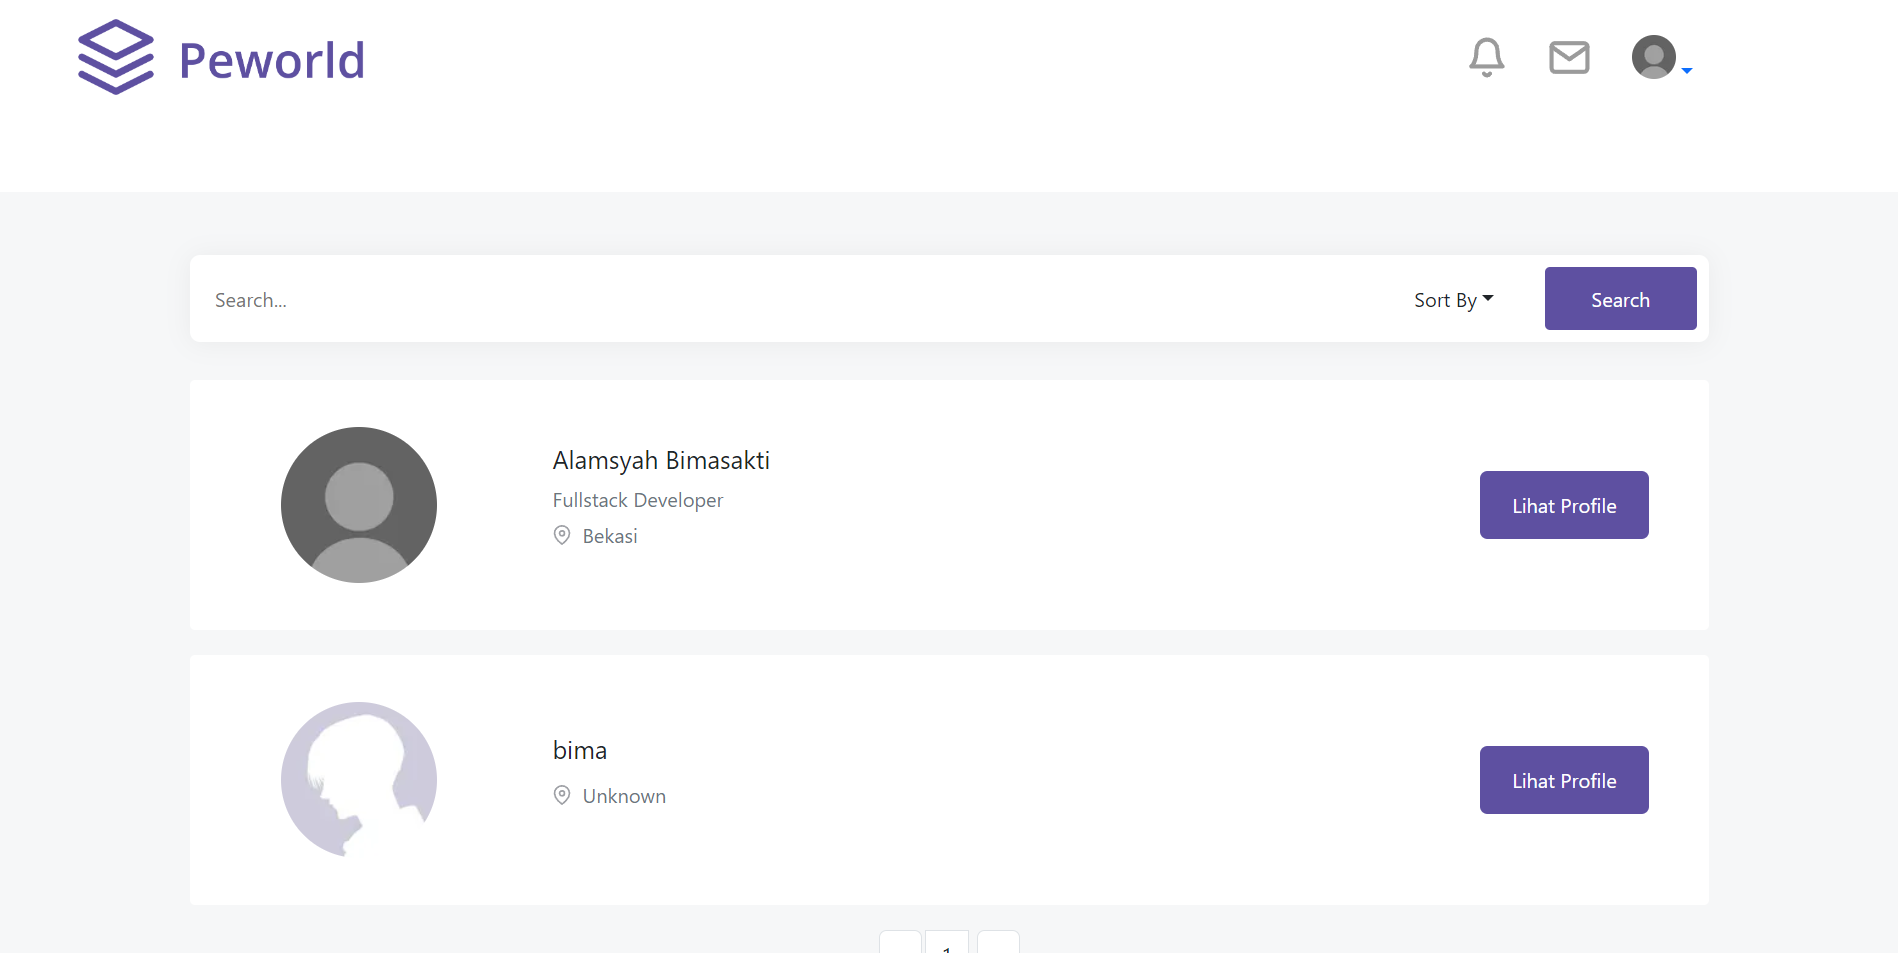 Peworld
Search...
Sort By
Search
Alamsyah Bimasakti
Fullstack Developer
Bekasi
Lihat Profile
bima
Unknown
Lihat Profile
1